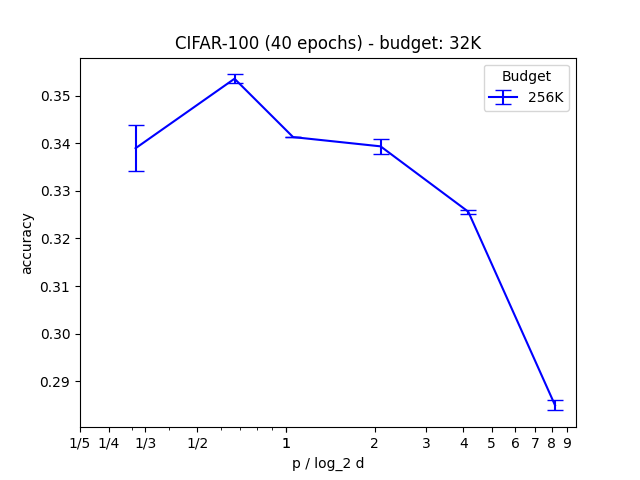 CIFAR-100 (40 epochs) - budget: 32K
Budget
256K
accuracy
0.35
0.34
0.33
0.32
0.31
0.30
0.29
1/5 1/4 1/3 1/2 1 2 3 4 5 6 7 8 9
p / log_2 d